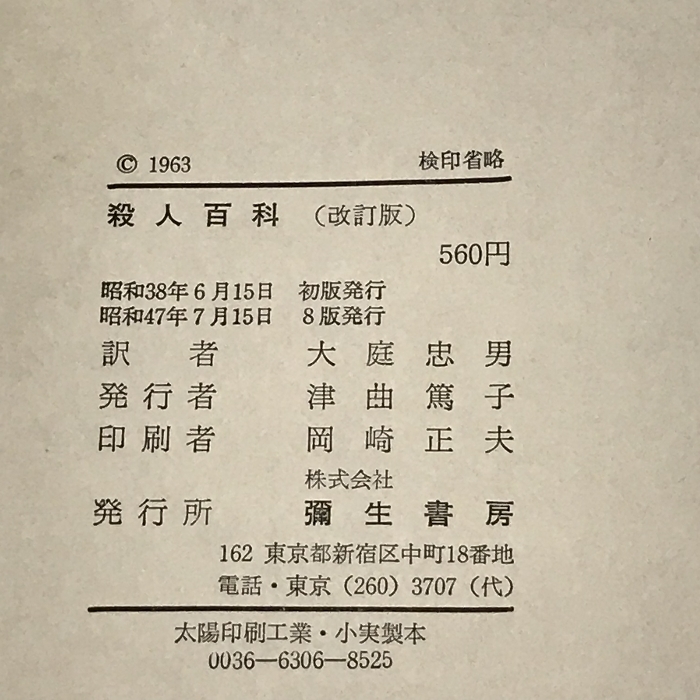 © 1963 検印省略
殺人百科 (改訂版)
560円
昭和38年6月15日 初版発行
昭和47年7月15日 8版発行
訳者 大庭忠男
発行者 津曲篤子
印刷者 岡崎正夫
株式会社
発行所 彌生書房
162 東京都新宿区中町18番地
電話・東京 (260) 3707 (代)
太陽印刷工業・小実製本
0036—6306—8525